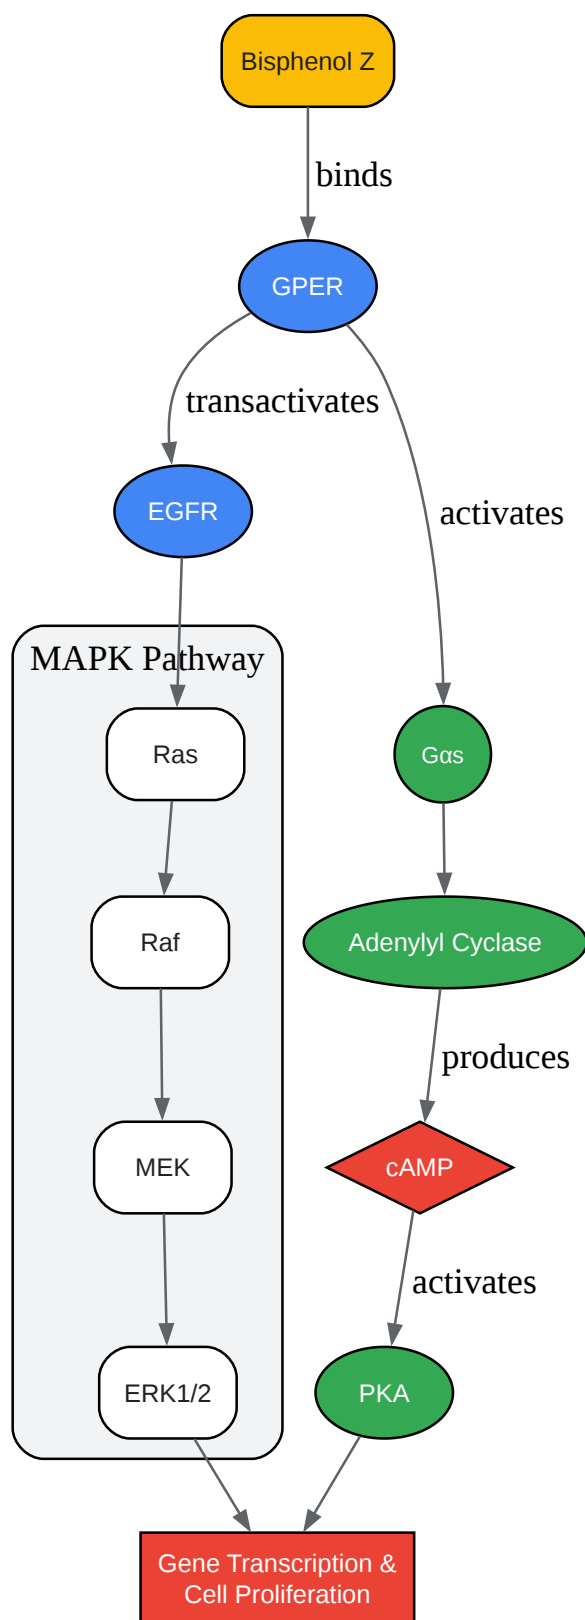 Bisphenol Z
binds
GPER
transactivates
EGFR
activates
MAPK Pathway
Ras
Gαs
Raf
Adenylyl Cyclase
produces
MEK
cAMP
activates
ERK1/2
PKA
Gene Transcription &
Cell Proliferation